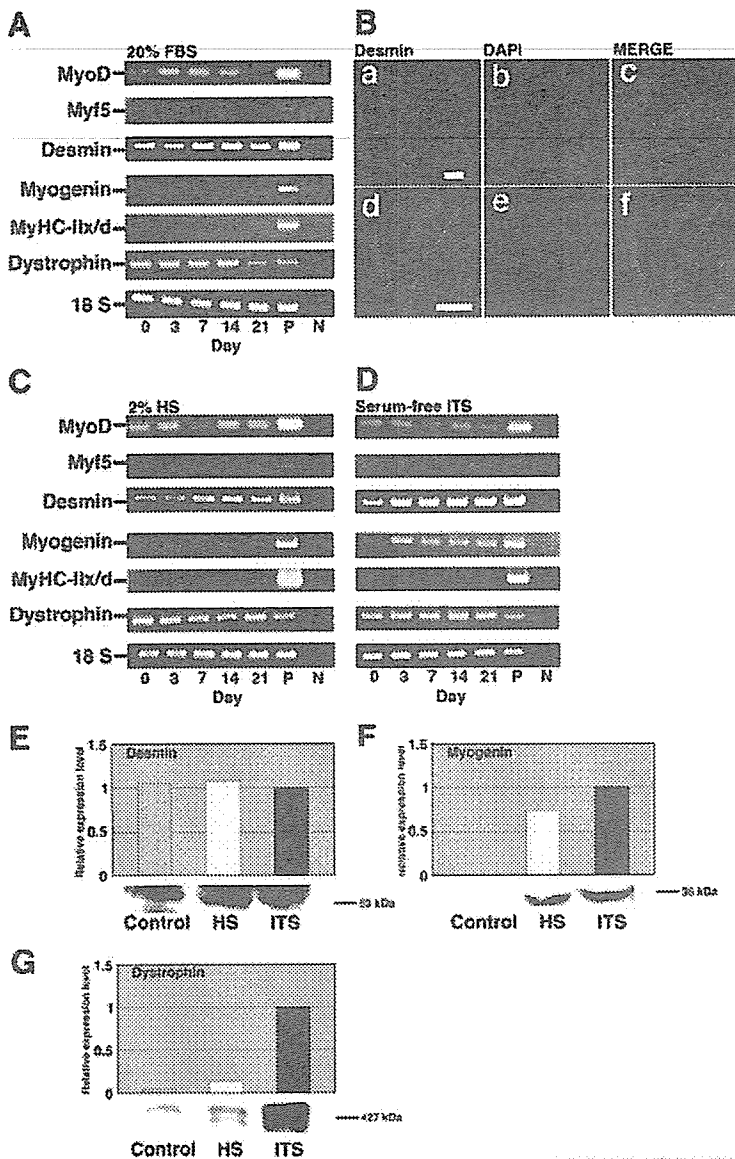 A
B
20% FBS
Desmin
DAPI
MERGE
MyoD
a
b
c
Myf5
Desmin
Myogenin
d
e
f
MyHC-IIx/d
Dystrophin
18 S
0 3 7 14 21 P N
Day
C
D
2% HS
Serum-free ITS
MyoD
Myf5
Desmin
Myogenin
MyHC-IIx/d
Dystrophin
18 S
0 3 7 14 21 P N
0 3 7 14 21 P N
Day
Day
E
F
1.5
Desmin
1
0.5
0
Relative expression level
kDa
Control HS ITS
1.5
Myogenin
1
0.5
0
Relative expression level
kDa
Control HS ITS
G
1.5
Dystrophin
1
0.5
0
Relative expression level
427 kDa
Control HS ITS